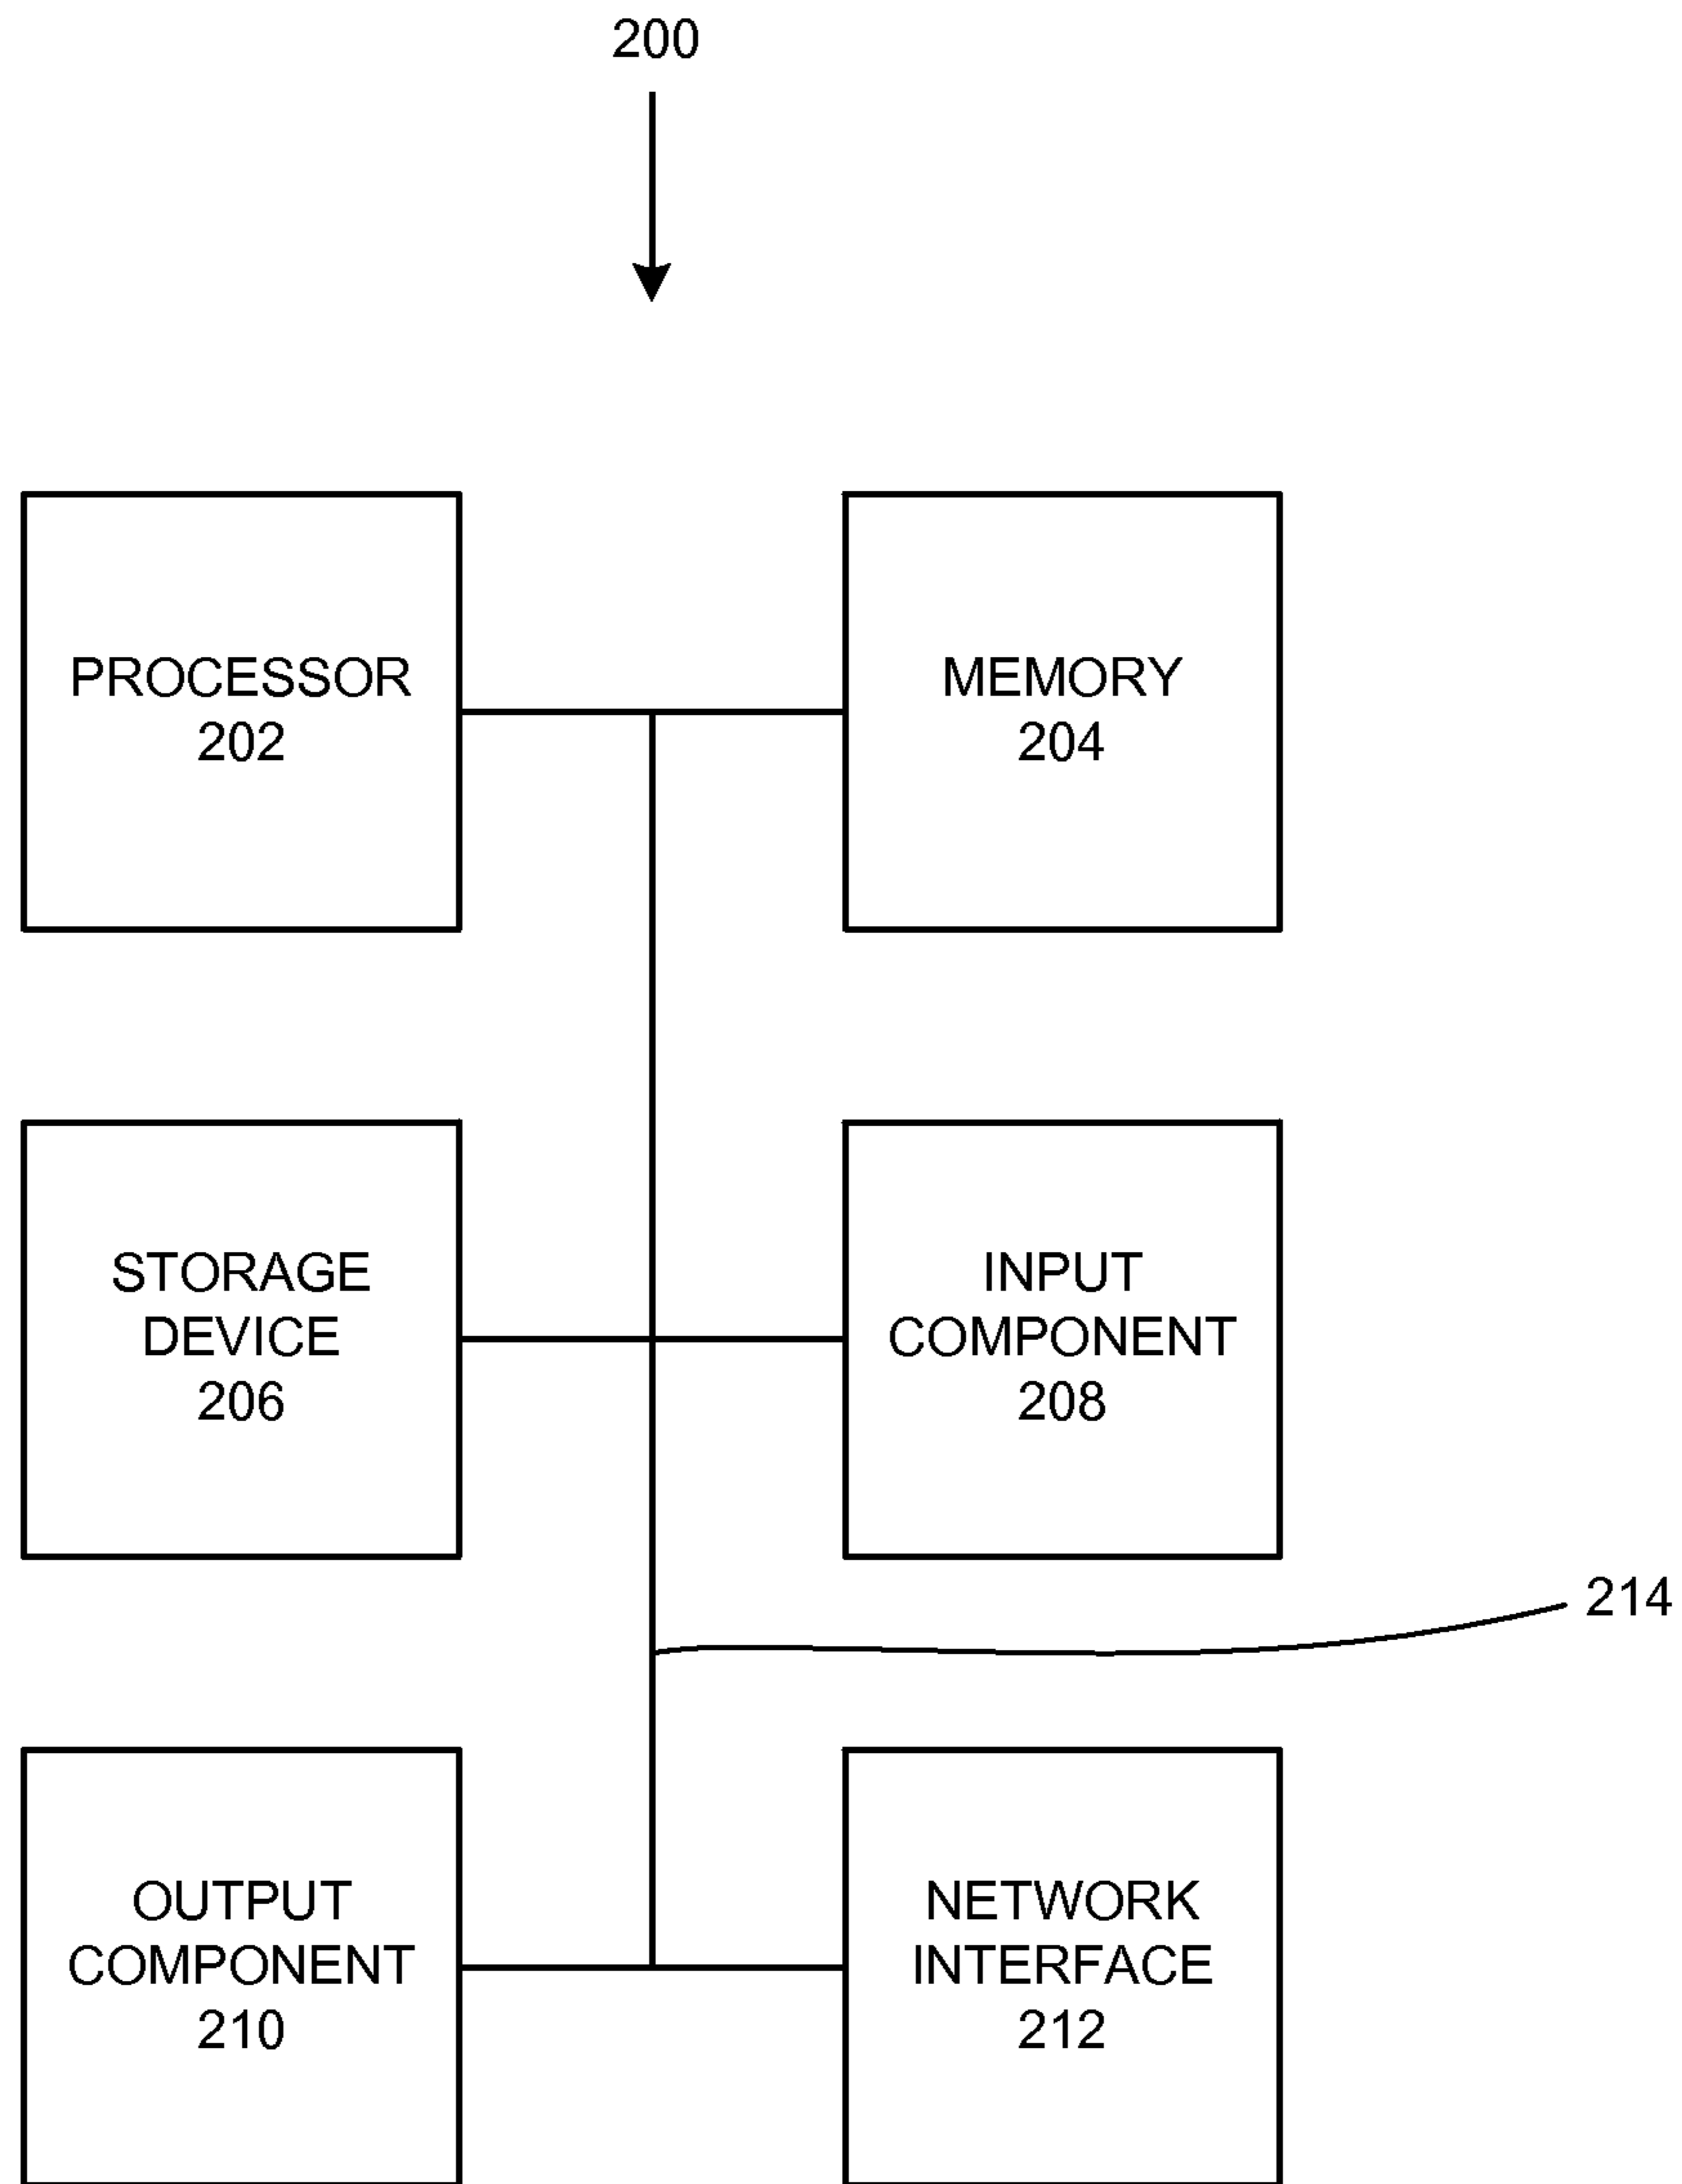 200
PROCESSOR
202
MEMORY
204
STORAGE
DEVICE
206
INPUT
COMPONENT
208
214
OUTPUT
COMPONENT
210
NETWORK
INTERFACE
212